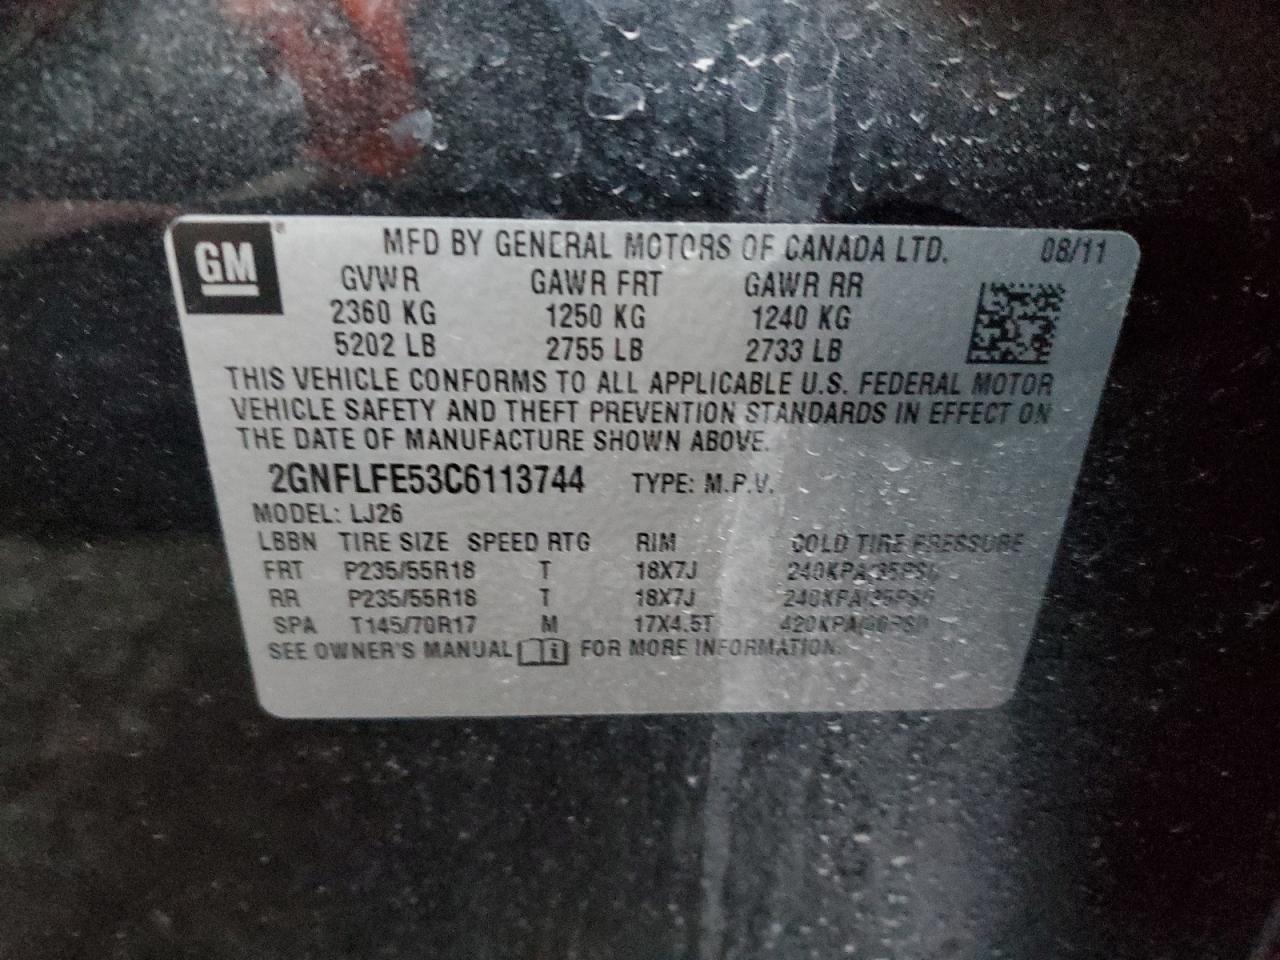 GM
MFD BY GENERAL MOTORS OF CANADA LTD. 08/11
GVWR GAWR FRT GAWR RR
2360 KG 1250 KG 1240 KG
5202 LB 2755 LB 2733 LB
THIS VEHICLE CONFORMS TO ALL APPLICABLE U.S. FEDERAL MOTOR
VEHICLE SAFETY AND THEFT PREVENTION STANDARDS IN EFFECT ON
THE DATE OF MANUFACTURE SHOWN ABOVE.
2GNFLFE53C6113744 TYPE: M.P.V.
MODEL: LJ26
LBBN TIRE SIZE SPEED RTG RIM COLD TIRE PRESSURE
FRT P235/55R18 T 18X7J 240KPA/35PSI
RR P235/55R18 T 18X7J 240KPA/35PSI
SPA T145/70R17 M 17X4.5T 420KPA/60PSI
SEE OWNER'S MANUAL FOR MORE INFORMATION.